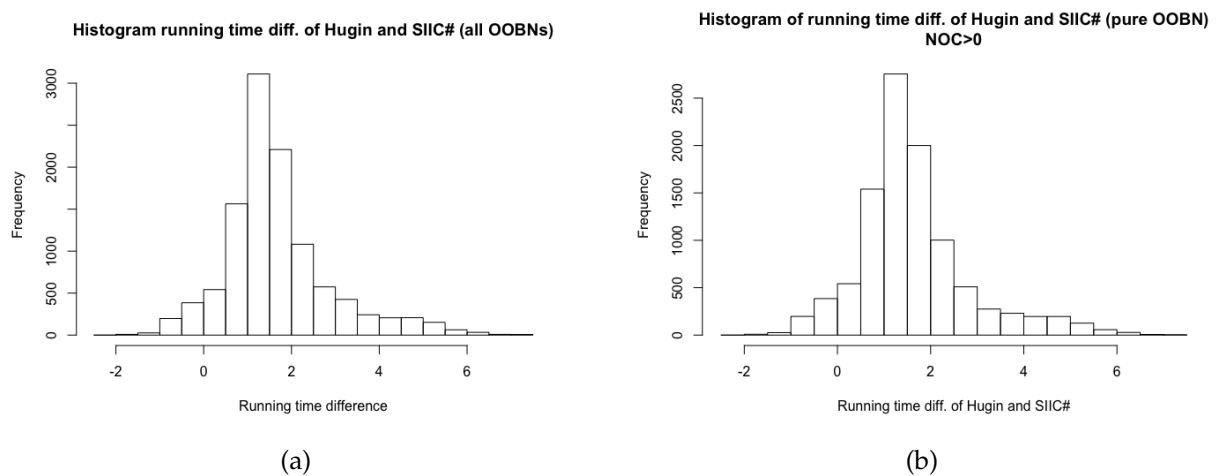 Histogram running time diff. of Hugin and SIIC# (all OOBNs)
Frequency
3000
2000
1000
500
0
-2 0 2 4 6
Running time difference
(a)
Histogram of running time diff. of Hugin and SIIC# (pure OOBN)
NOC>0
Frequency
2500
2000
1500
1000
500
0
-2 0 2 4 6
Running time diff. of Hugin and SIIC#
(b)